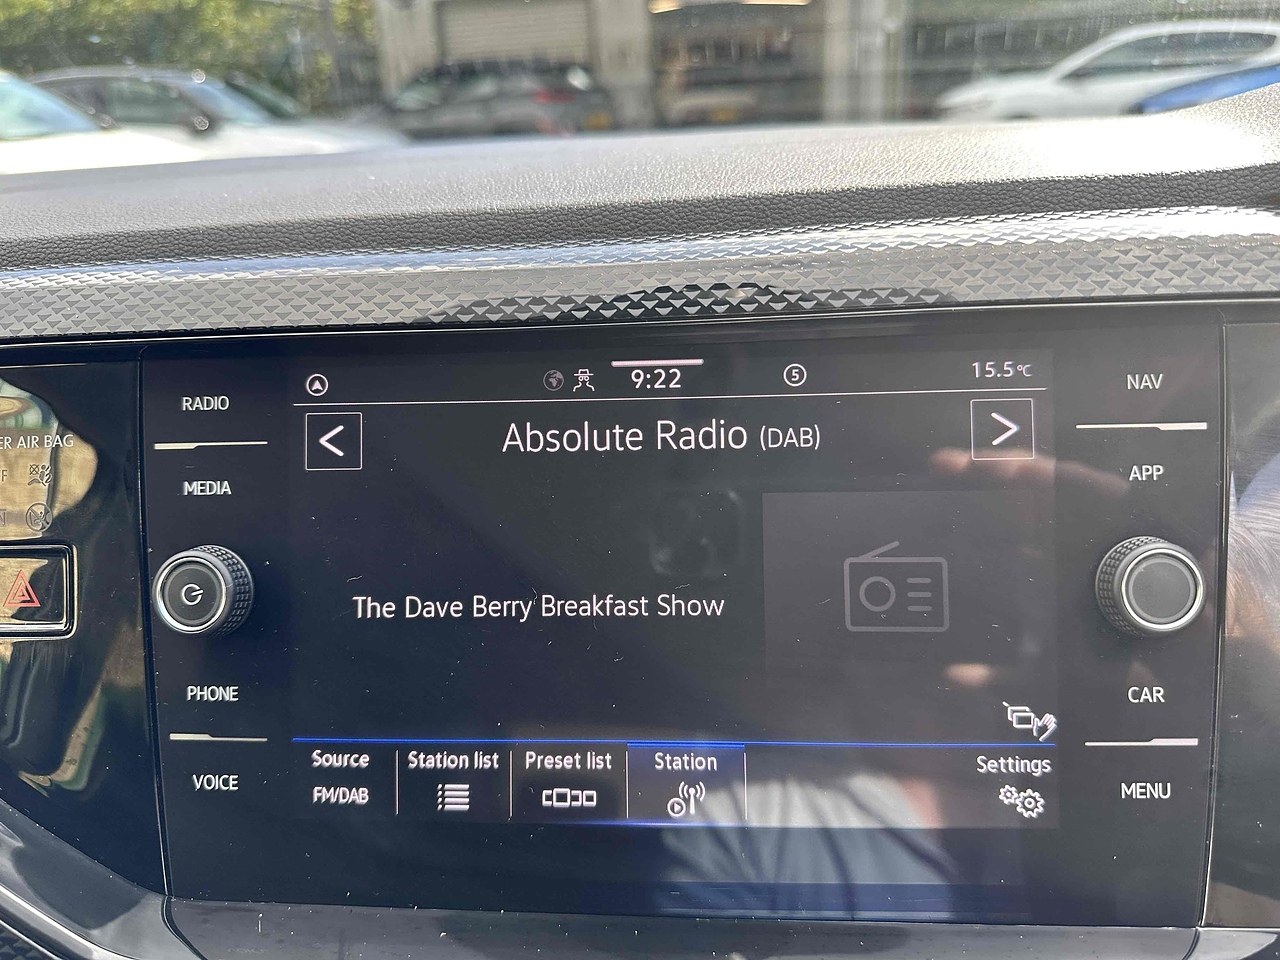 9:22
5
15.5°C
RADIO
MEDIA
PHONE
VOICE
ER AIR BAG
< Absolute Radio (DAB) >
The Dave Berry Breakfast Show
Source
FM/DAB
Station list
Preset list
Station
Settings
NAV
APP
CAR
MENU